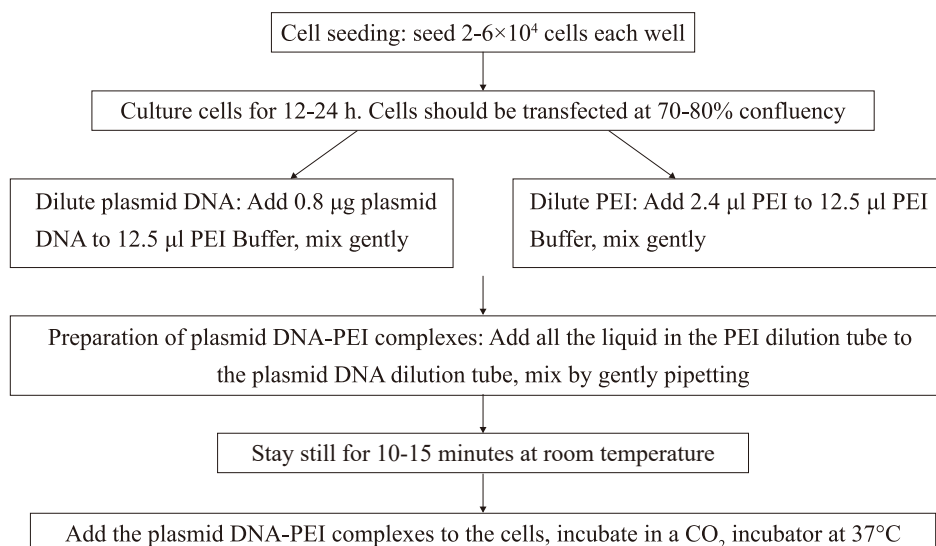 Cell seeding: seed 2-6×10⁴ cells each well
Culture cells for 12-24 h. Cells should be transfected at 70-80% confluency
Dilute plasmid DNA: Add 0.8 μg plasmid
DNA to 12.5 μl PEI Buffer, mix gently
Dilute PEI: Add 2.4 μl PEI to 12.5 μl PEI
Buffer, mix gently
Preparation of plasmid DNA-PEI complexes: Add all the liquid in the PEI dilution tube to
the plasmid DNA dilution tube, mix by gently pipetting
Stay still for 10-15 minutes at room temperature
Add the plasmid DNA-PEI complexes to the cells, incubate in a CO₂ incubator at 37°C